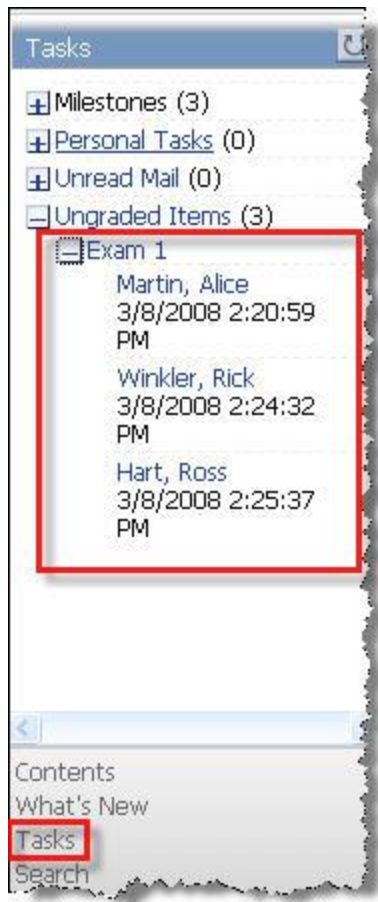 Tasks
Milestones (3)
Personal Tasks (0)
Unread Mail (0)
Ungraded Items (3)
Exam 1
Martin, Alice
3/8/2008 2:20:59
PM
Winkler, Rick
3/8/2008 2:24:32
PM
Hart, Ross
3/8/2008 2:25:37
PM
Contents
What's New
Tasks
Search